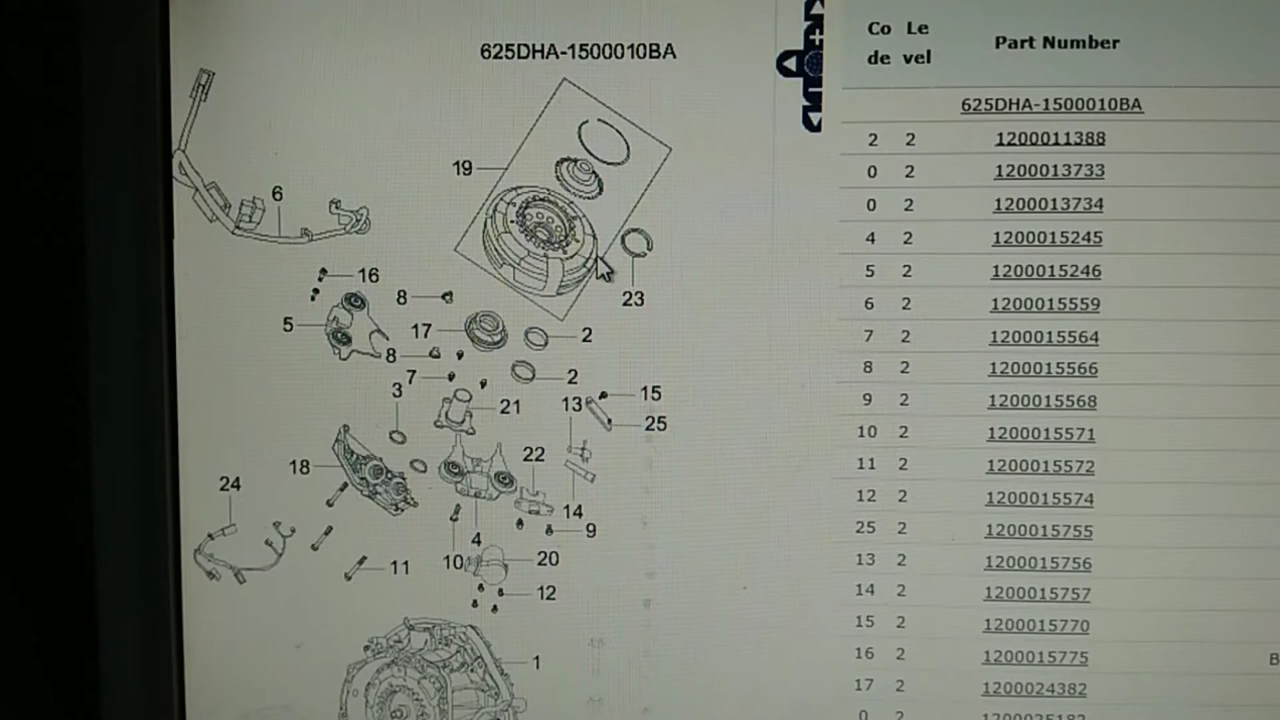 625DHA-1500010BA
19
6
16
8
23
5
17
2
8
7
2
3
15
21
13
25
22
18
24
14
9
4
10
20
11
12
1
Co Le Part Number
de vel
625DHA-1500010BA
2 2 1200011388
0 2 1200013733
0 2 1200013734
4 2 1200015245
5 2 1200015246
6 2 1200015559
7 2 1200015564
8 2 1200015566
9 2 1200015568
10 2 1200015571
11 2 1200015572
12 2 1200015574
25 2 1200015755
13 2 1200015756
14 2 1200015757
15 2 1200015770
16 2 1200015775 B
17 2 1200024382
0 2